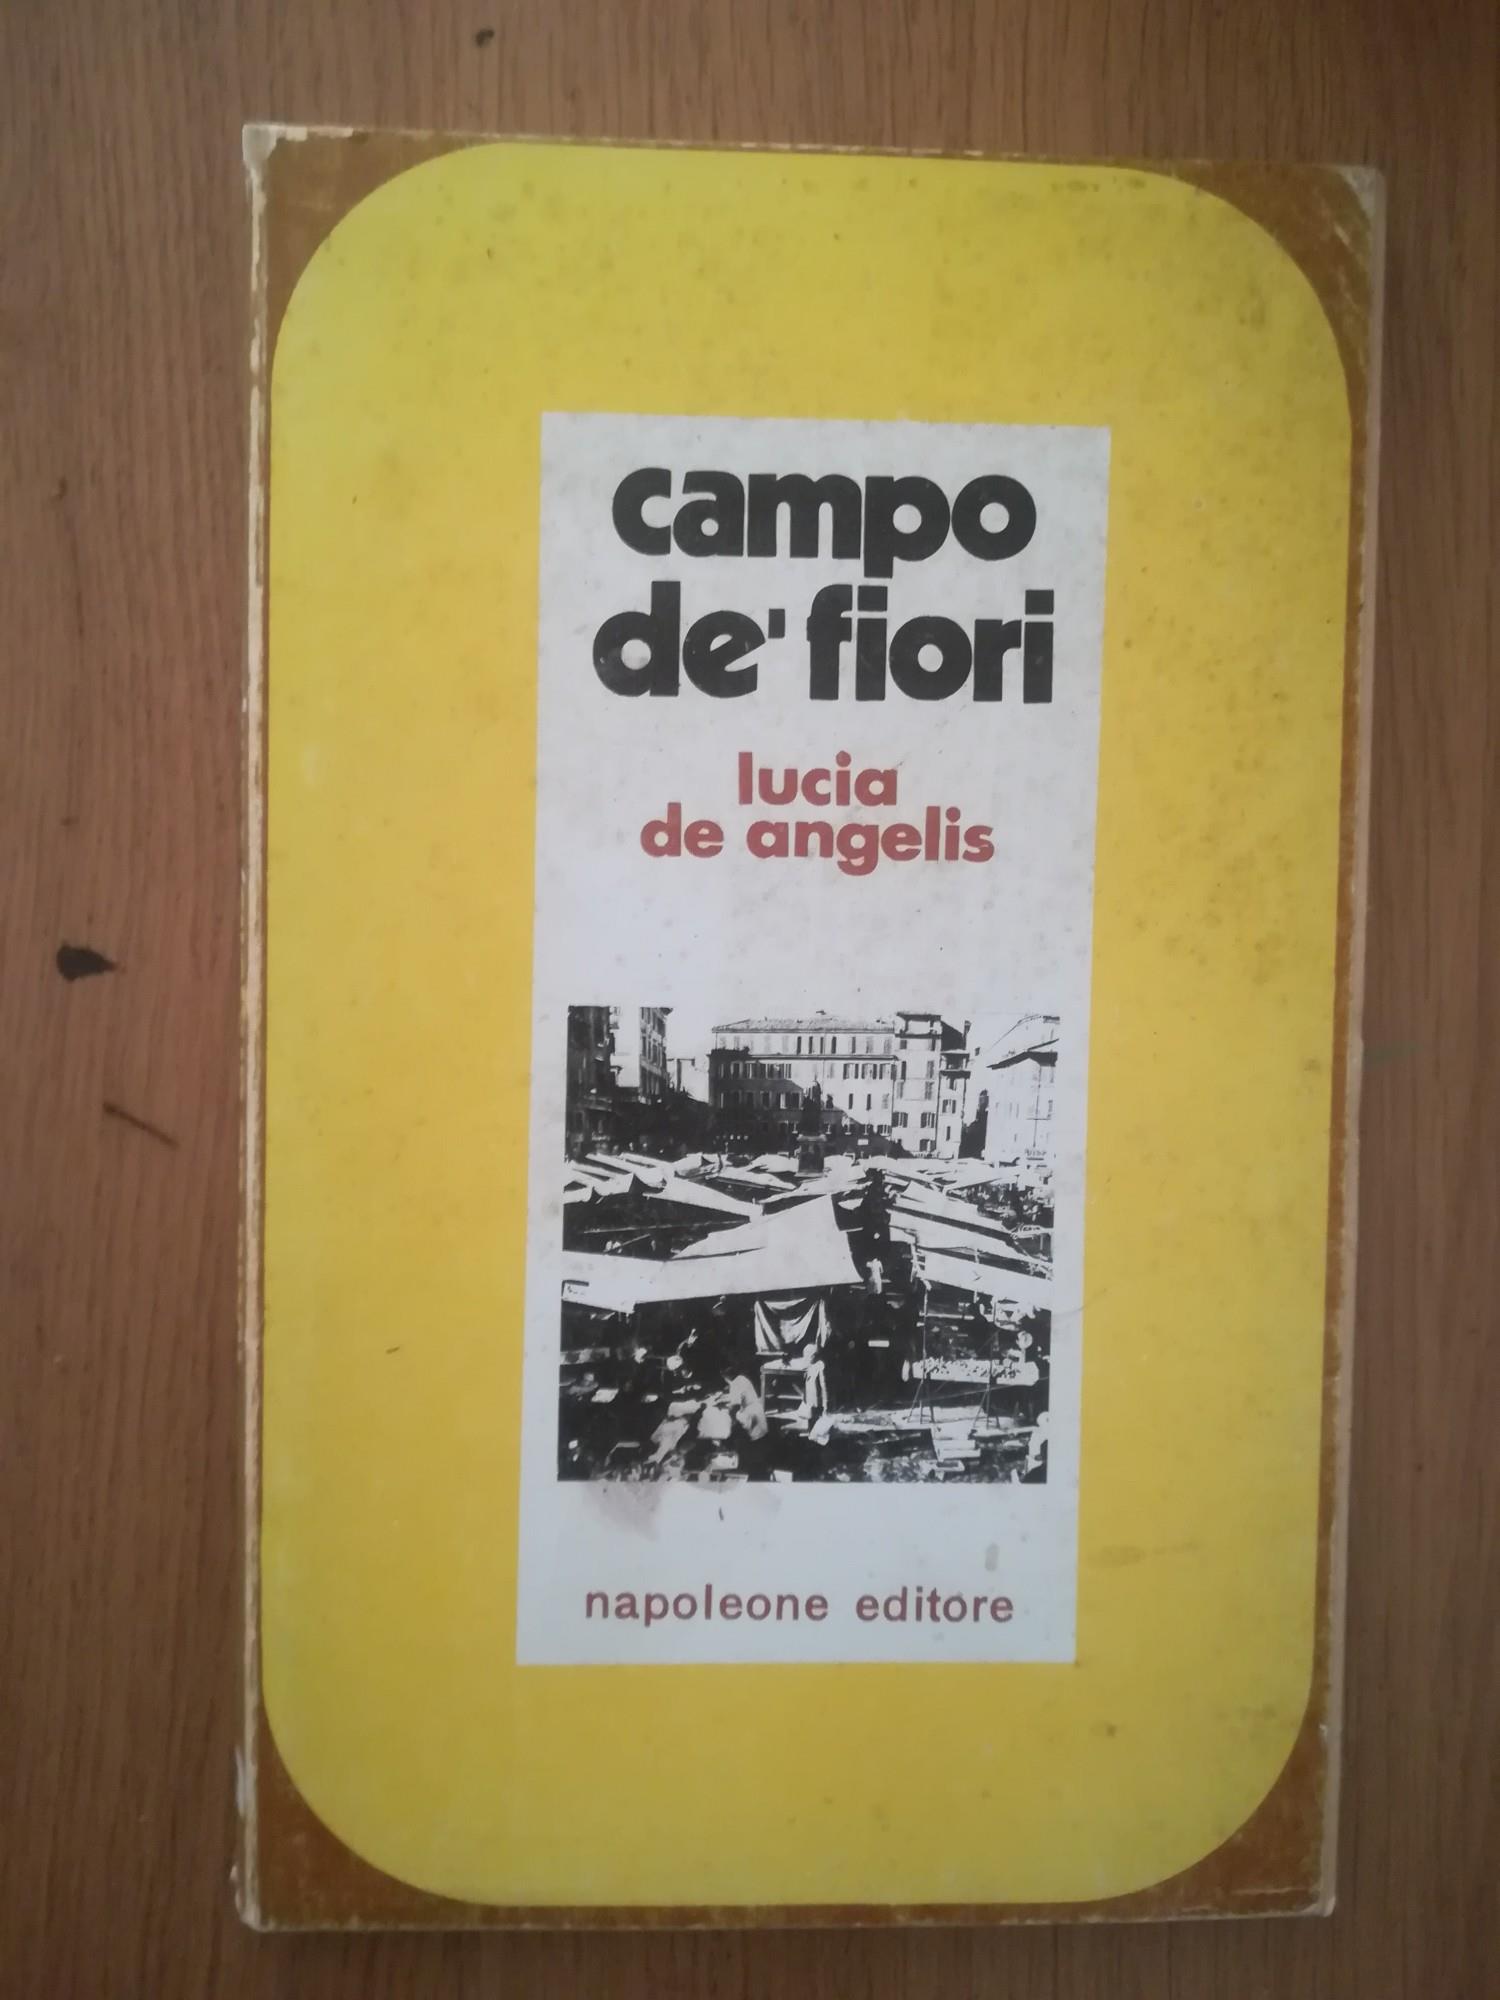 campo
de' fiori
lucia
de angelis
napoleone editore